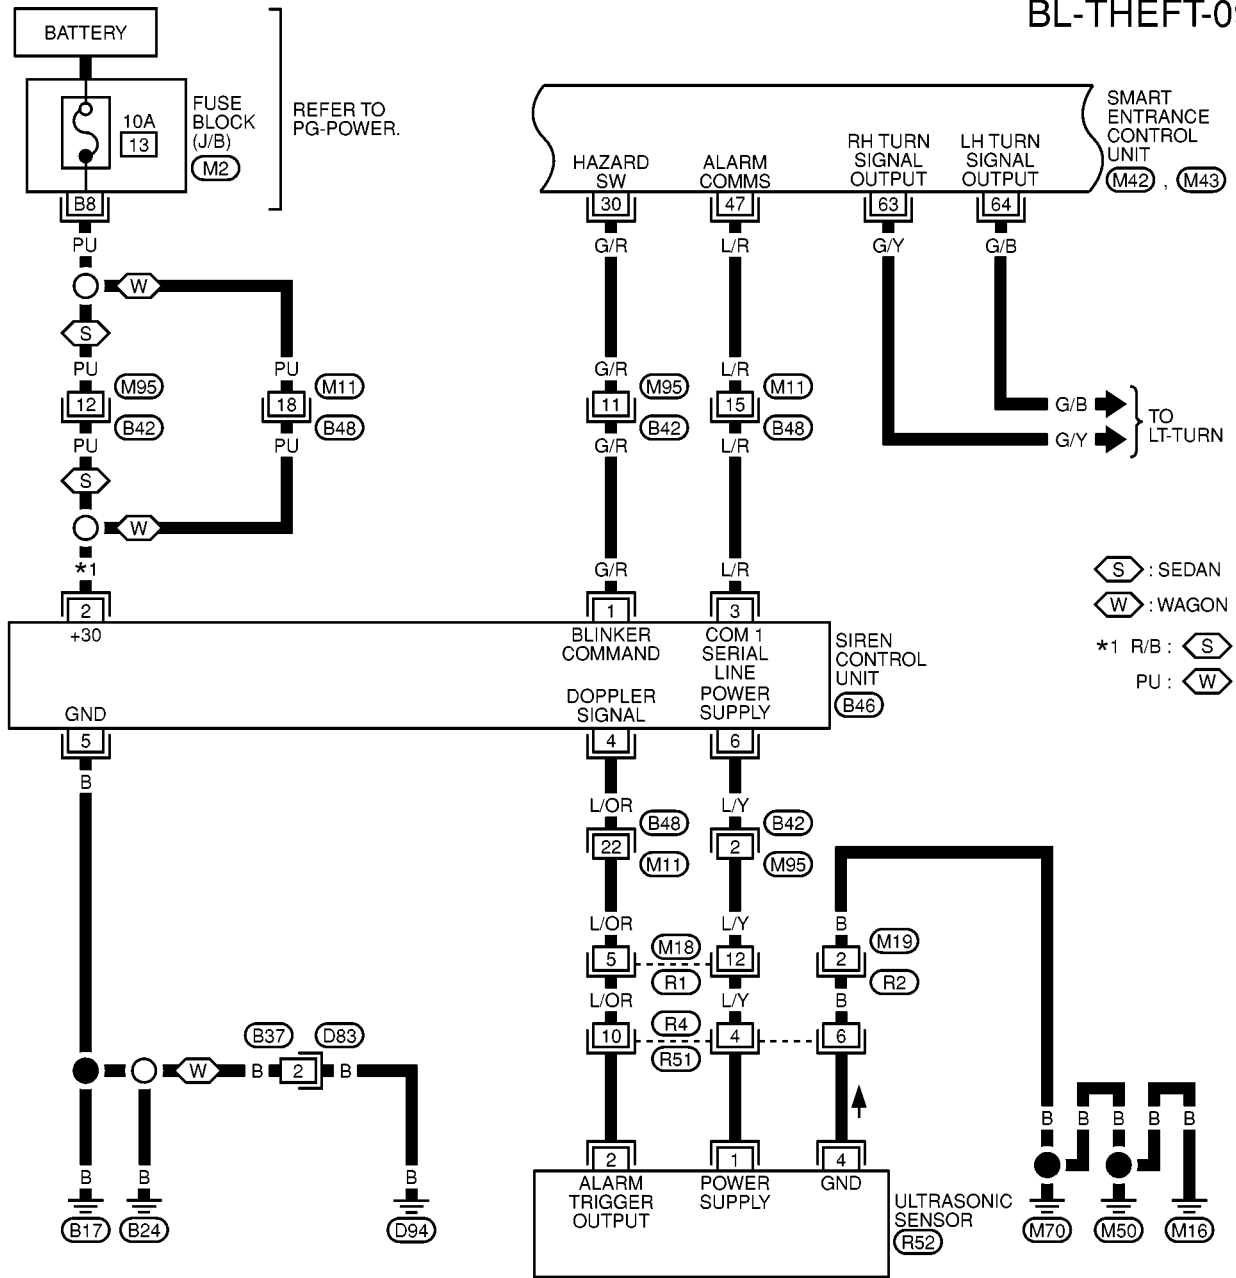 BL-THEFT-09
BATTERY
10A
13
FUSE
BLOCK
(J/B)
M2
B8
REFER TO
PG-POWER.
SMART
ENTRANCE
CONTROL
UNIT
M42 , M43
HAZARD
SW
ALARM
COMMS
RH TURN
SIGNAL
OUTPUT
LH TURN
SIGNAL
OUTPUT
30
47
63
64
PU
G/R
L/R
G/Y
G/B
W
S
PU
PU
G/R
L/R
12
M95
B42
18
M11
B48
11
M95
B42
15
M11
B48
G/B
G/Y
TO
LT-TURN
PU
PU
G/R
L/R
S
W
*1
G/R
L/R
S : SEDAN
W : WAGON
*1 R/B : S
PU : W
2
1
3
+30
BLINKER
COMMAND
COM 1
SERIAL
LINE
SIREN
CONTROL
UNIT
B46
GND
DOPPLER
SIGNAL
POWER
SUPPLY
5
4
6
B
L/OR
L/Y
22
B48
M11
2
B42
M95
L/OR
L/Y
B
5
M18
R1
12
2
M19
R2
L/OR
L/Y
B
10
R4
R51
4
6
B37
D83
W
B
2
B
B
B
B
B17
B24
D94
2
1
4
ALARM
TRIGGER
OUTPUT
POWER
SUPPLY
GND
ULTRASONIC
SENSOR
R52
B
B
B
B
B
M70
M50
M16